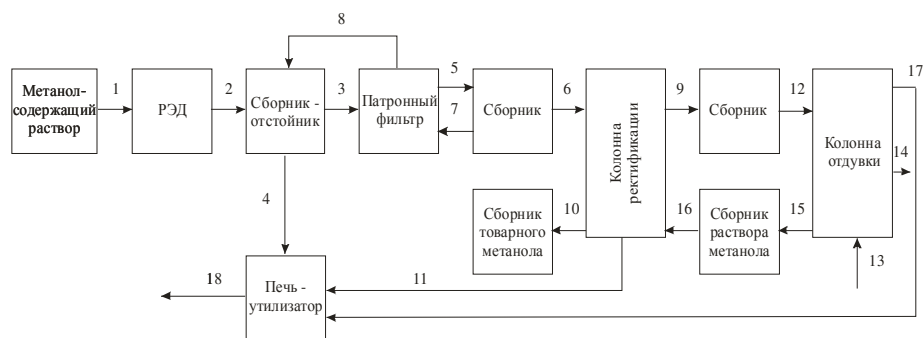 8
17
1
2
3
5
6
9
12
Метанол-
содержащий
раствор
РЭД
Сборник -
отстойник
Патронный
фильтр
7
Сборник
Колонна
ректификации
Сборник
Колонна
отдувки
14
4
10
16
15
Сборник
товарного
метанола
Сборник
раствора
метанола
13
18
Печь -
утилизатор
11